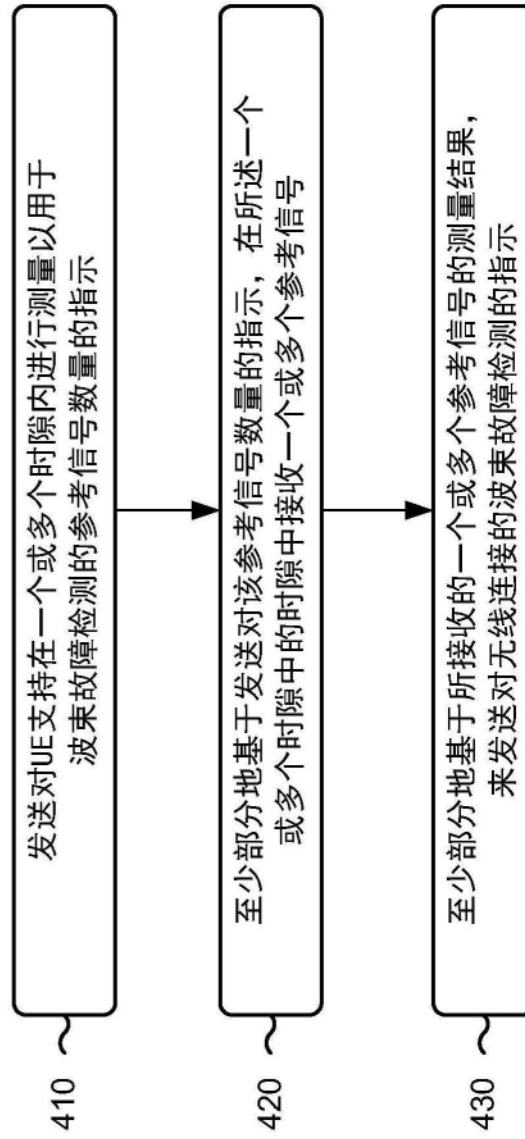 410
发送对UE支持在一个或多个时隙内进行测量以用于
波束故障检测的参考信号数量的指示
420
至少部分地基于发送对该参考信号数量的指示，在所述一个
或多个时隙中的时隙中接收一个或多个参考信号
430
至少部分地基于所接收的一个或多个参考信号的测量结果，
来发送对无线连接的波束故障检测的指示